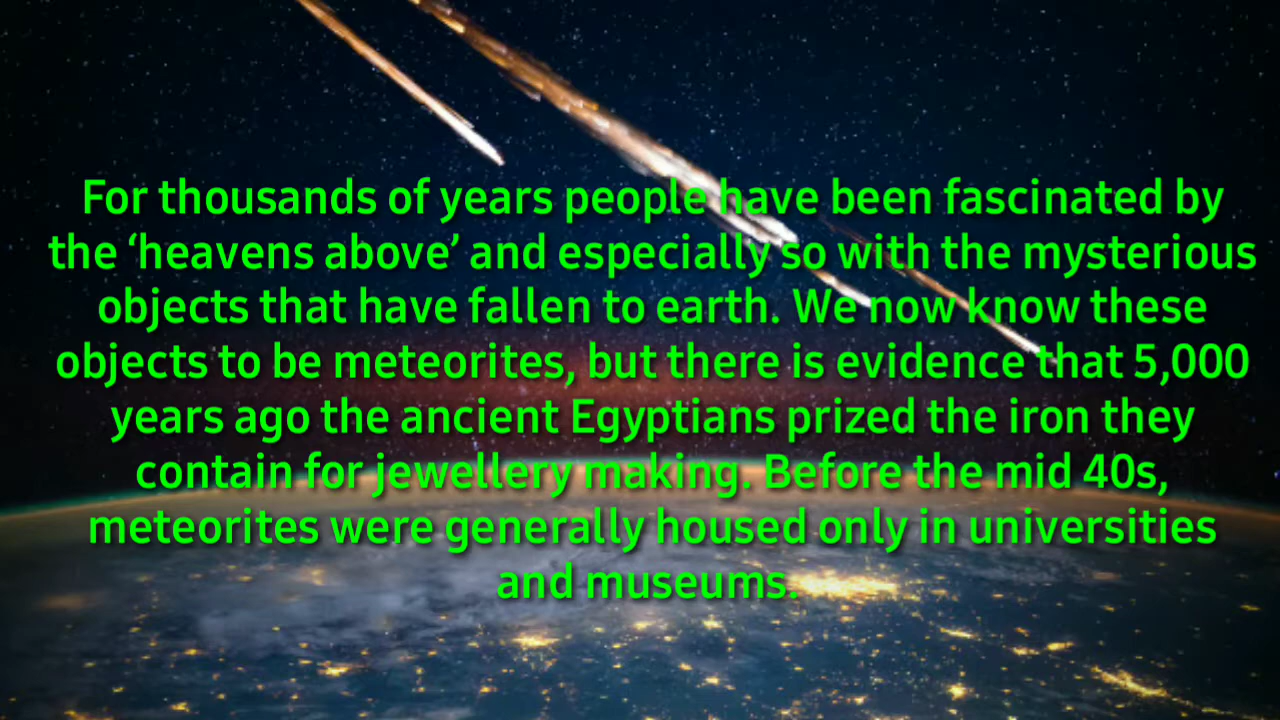 For thousands of years people have been fascinated by
the ‘heavens above’ and especially so with the mysterious
objects that have fallen to earth. We now know these
objects to be meteorites, but there is evidence that 5,000
years ago the ancient Egyptians prized the iron they
contain for jewellery making. Before the mid 40s,
meteorites were generally housed only in universities
and museums.